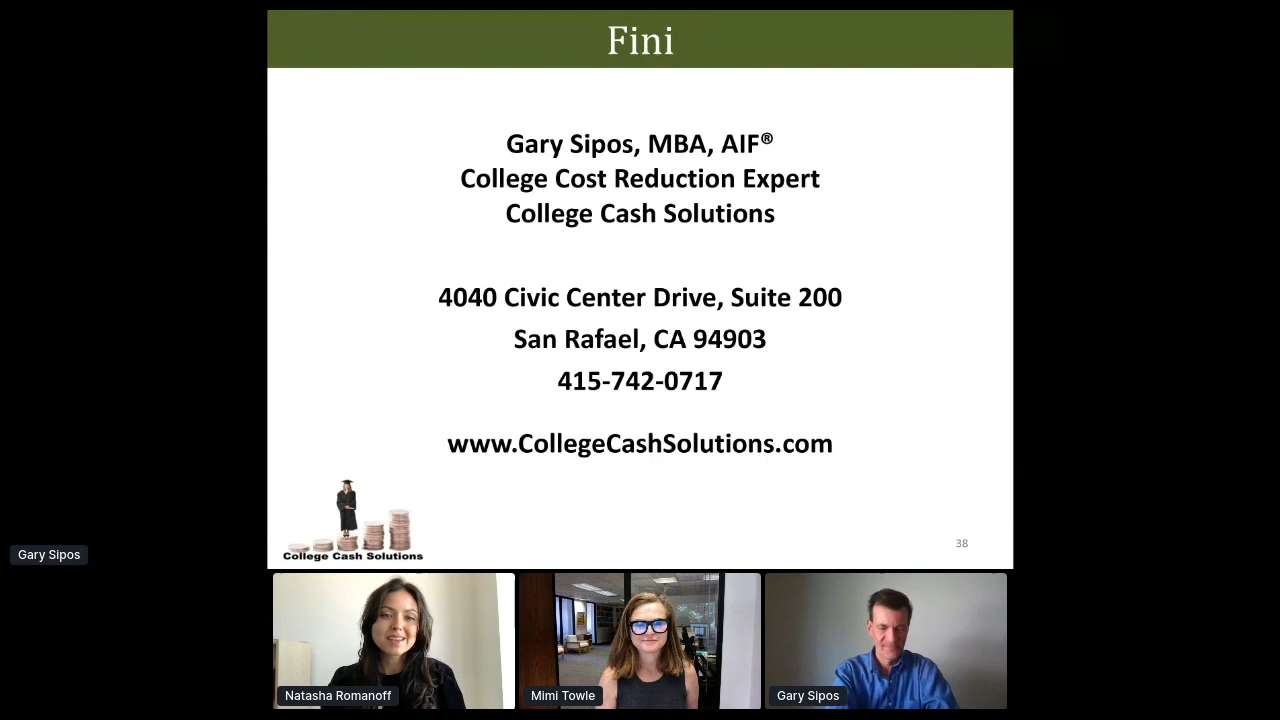 Fini
Gary Sipos, MBA, AIF®
College Cost Reduction Expert
College Cash Solutions
4040 Civic Center Drive, Suite 200
San Rafael, CA 94903
415-742-0717
www.CollegeCashSolutions.com
College Cash Solutions
38
Gary Sipos
Natasha Romanoff
Mimi Towle
Gary Sipos